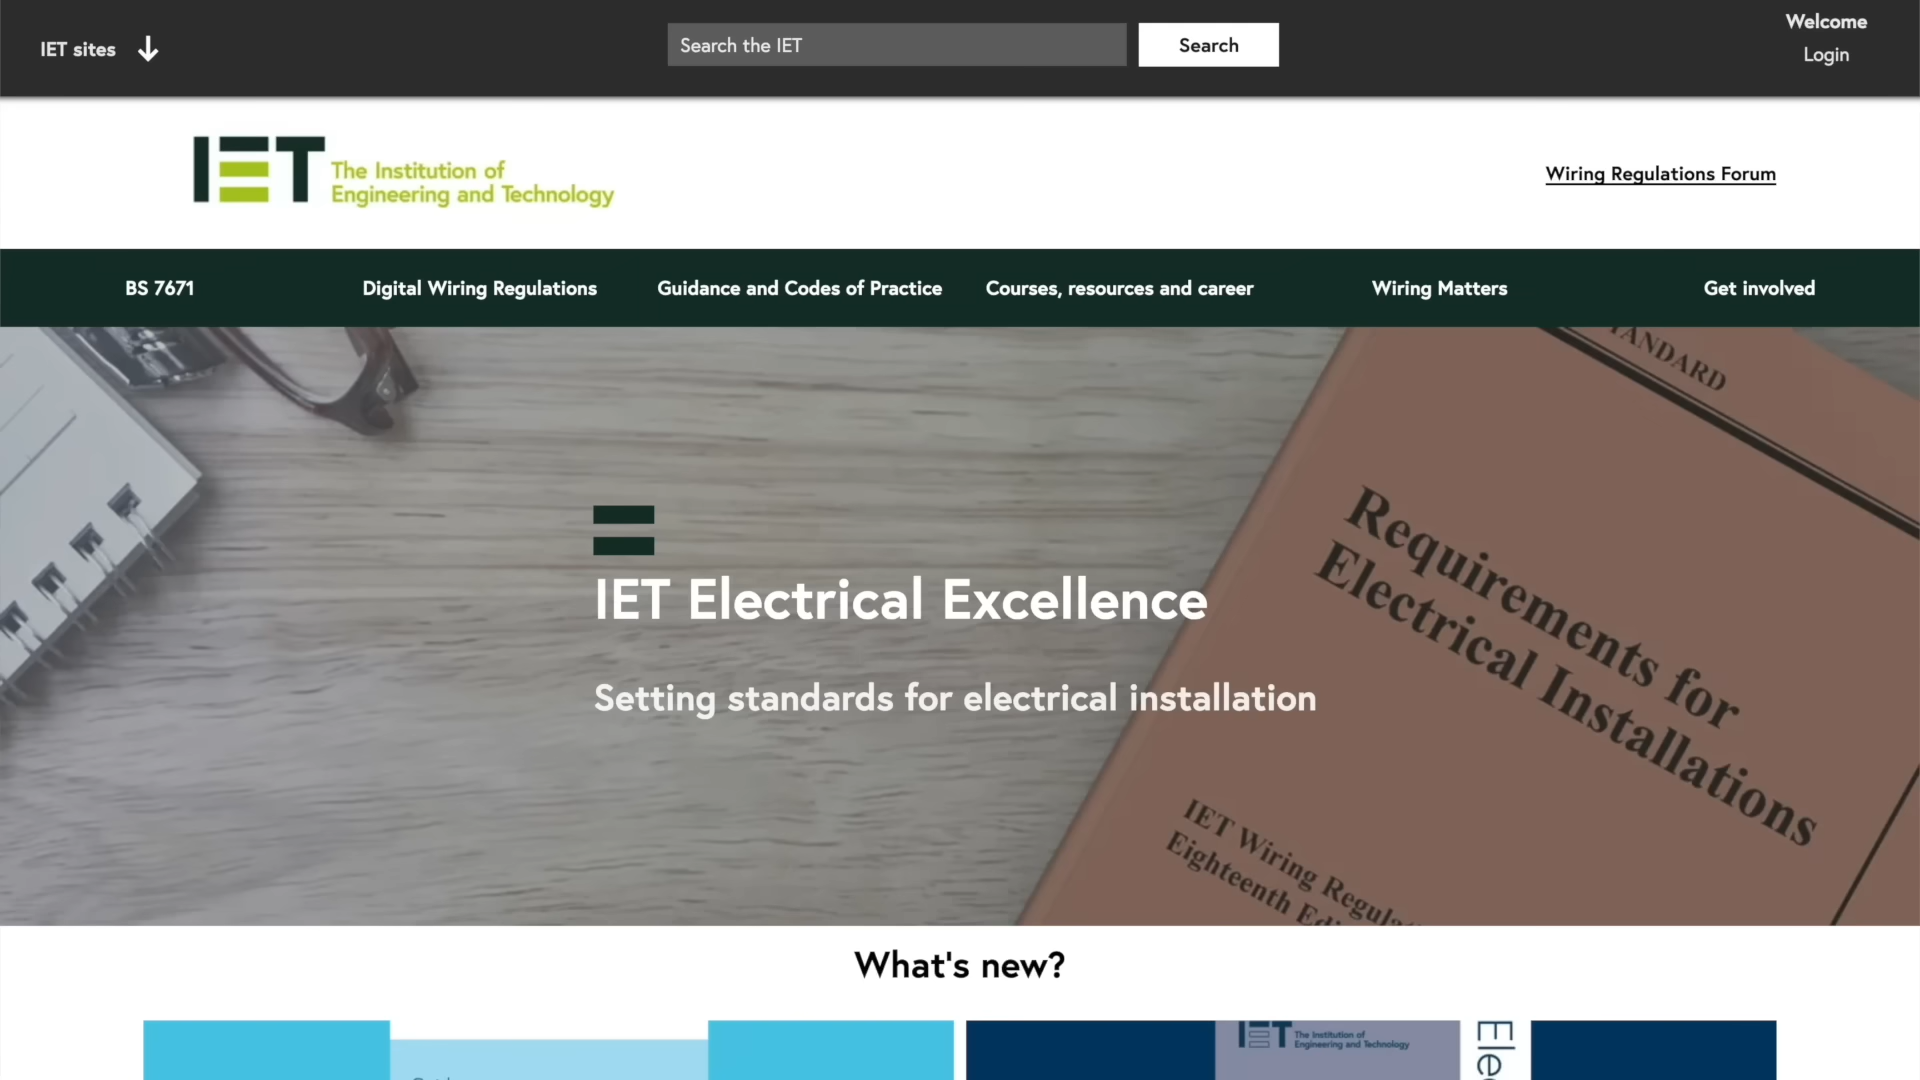 IET sites
Search the IET
Search
Welcome
Login
IET The Institution of
Engineering and Technology
Wiring Regulations Forum
BS 7671
Digital Wiring Regulations
Guidance and Codes of Practice
Courses, resources and career
Wiring Matters
Get involved
IET Electrical Excellence
Setting standards for electrical installation
Requirements for
Electrical Installations
IET Wiring
Eighteenth
What's new?
IET The Institution of
Engineering and Technology